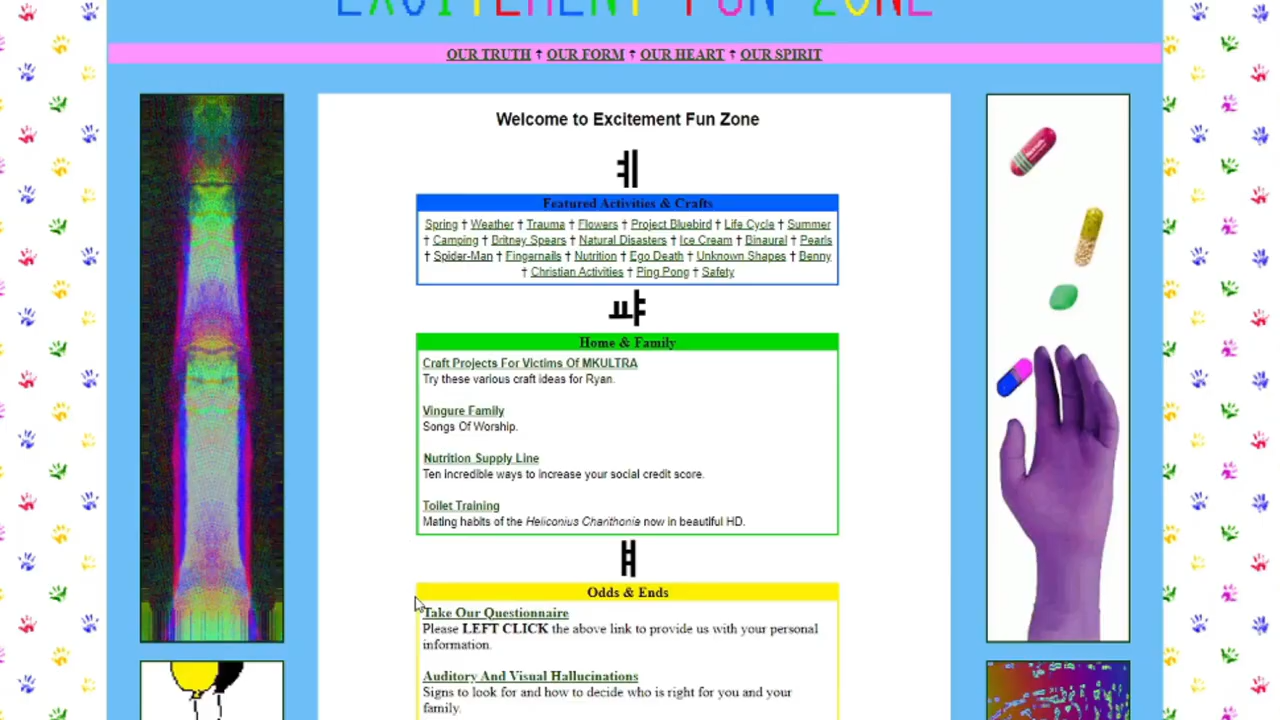 EXCITEMENT FUN ZONE
OUR TRUTH † OUR FORM † OUR HEART † OUR SPIRIT
Welcome to Excitement Fun Zone
Featured Activities & Crafts
Spring † Weather † Trauma † Flowers † Project Bluebird † Life Cycle † Summer
† Camping † Britney Spears † Natural Disasters † Ice Cream † Binaural † Pearls
† Spider-Man † Fingernails † Nutrition † Ego Death † Unknown Shapes † Benny
† Christian Activities † Ping Pong † Safety
Home & Family
Craft Projects For Victims Of MKULTRA
Try these various craft ideas for Ryan.
Vingure Family
Songs Of Worship.
Nutrition Supply Line
Ten incredible ways to increase your social credit score.
Toilet Training
Mating habits of the Heliconius Charithonia now in beautiful HD.
Odds & Ends
Take Our Questionnaire
Please LEFT CLICK the above link to provide us with your personal
information.
Auditory And Visual Hallucinations
Signs to look for and how to decide who is right for you and your
family.